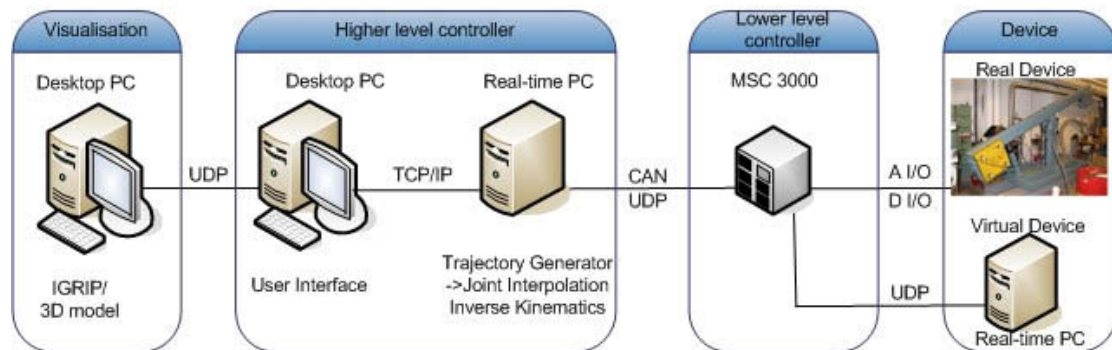 Visualisation
Desktop PC
IGRIP/
3D model
UDP
Higher level controller
Desktop PC
User Interface
TCP/IP
Real-time PC
Trajectory Generator
->Joint Interpolation
Inverse Kinematics
CAN
UDP
Lower level
controller
MSC 3000
A I/O
D I/O
UDP
Device
Real Device
Virtual Device
Real-time PC